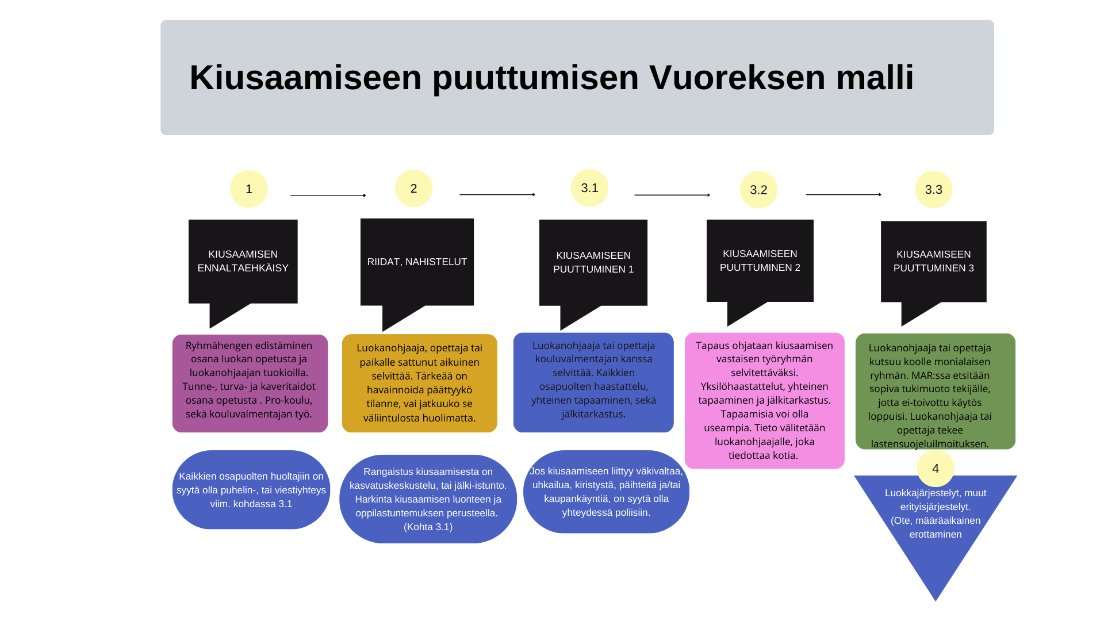 Kiusaamiseen puuttumisen Vuoreksen malli
1
2
3.1
3.2
3.3
KIUSAAMISEN
ENNALTAEHKÄISY
RIIDAT, NAHISTELUT
KIUSAAMISEEN
PUUTTUMINEN 1
KIUSAAMISEEN
PUUTTUMINEN 2
KIUSAAMISEEN
PUUTTUMINEN 3
Ryhmähengen edistäminen
osana luokan opetusta ja
luokanohjaajan tuokioilla.
Tunne-, turva- ja kaveritaidot
osana opetusta . Pro-koulu,
sekä kouluvalmentajan työ.
Luokanohjaaja, opettaja tai
paikalle sattunut aikuinen
selvittää. Tärkeää on
havainnoida päättyykö
tilanne, vai jatkuuko se
väliintulosta huolimatta.
Luokanohjaaja tai opettaja
kouluvalmentajan kanssa
selvittää. Kaikkien
osapuolten haastattelu,
yhteinen tapaaminen, sekä
jälkitarkastus.
Tapaus ohjataan kiusaamisen
vastaisen työryhmän
selvitettäväksi.
Yksilöhaastattelut, yhteinen
tapaaminen ja jälkitarkastus.
Tapaamisia voi olla
useampia. Tieto välitetään
luokanohjaajalle, joka
tiedottaa kotia.
Luokanohjaaja tai opettaja
kutsuu koolle monialaisen
ryhmän. MAR:ssa etsitään
sopiva tukimuoto tekijälle,
jotta ei-toivottu käytös
loppuisi. Luokanohjaaja tai
opettaja tekee
lastensuojeluilmoituksen.
Kaikkien osapuolten huoltajiin on
syytä olla puhelin-, tai viestiyhteys
viim. kohdassa 3.1
Rangaistus kiusaamisesta on
kasvatuskeskustelu, tai jälki-istunto.
Harkinta kiusaamisen luonteen ja
oppilastuntemuksen perusteella.
(Kohta 3.1)
Jos kiusaamiseen liittyy väkivaltaa,
uhkailua, kiristystä, päihteitä ja/tai
kaupankäyntiä, on syytä olla
yhteydessä poliisiin.
4
Luokkajärjestelyt, muut
erityisjärjestelyt.
(Ote, määräaikainen
erottaminen